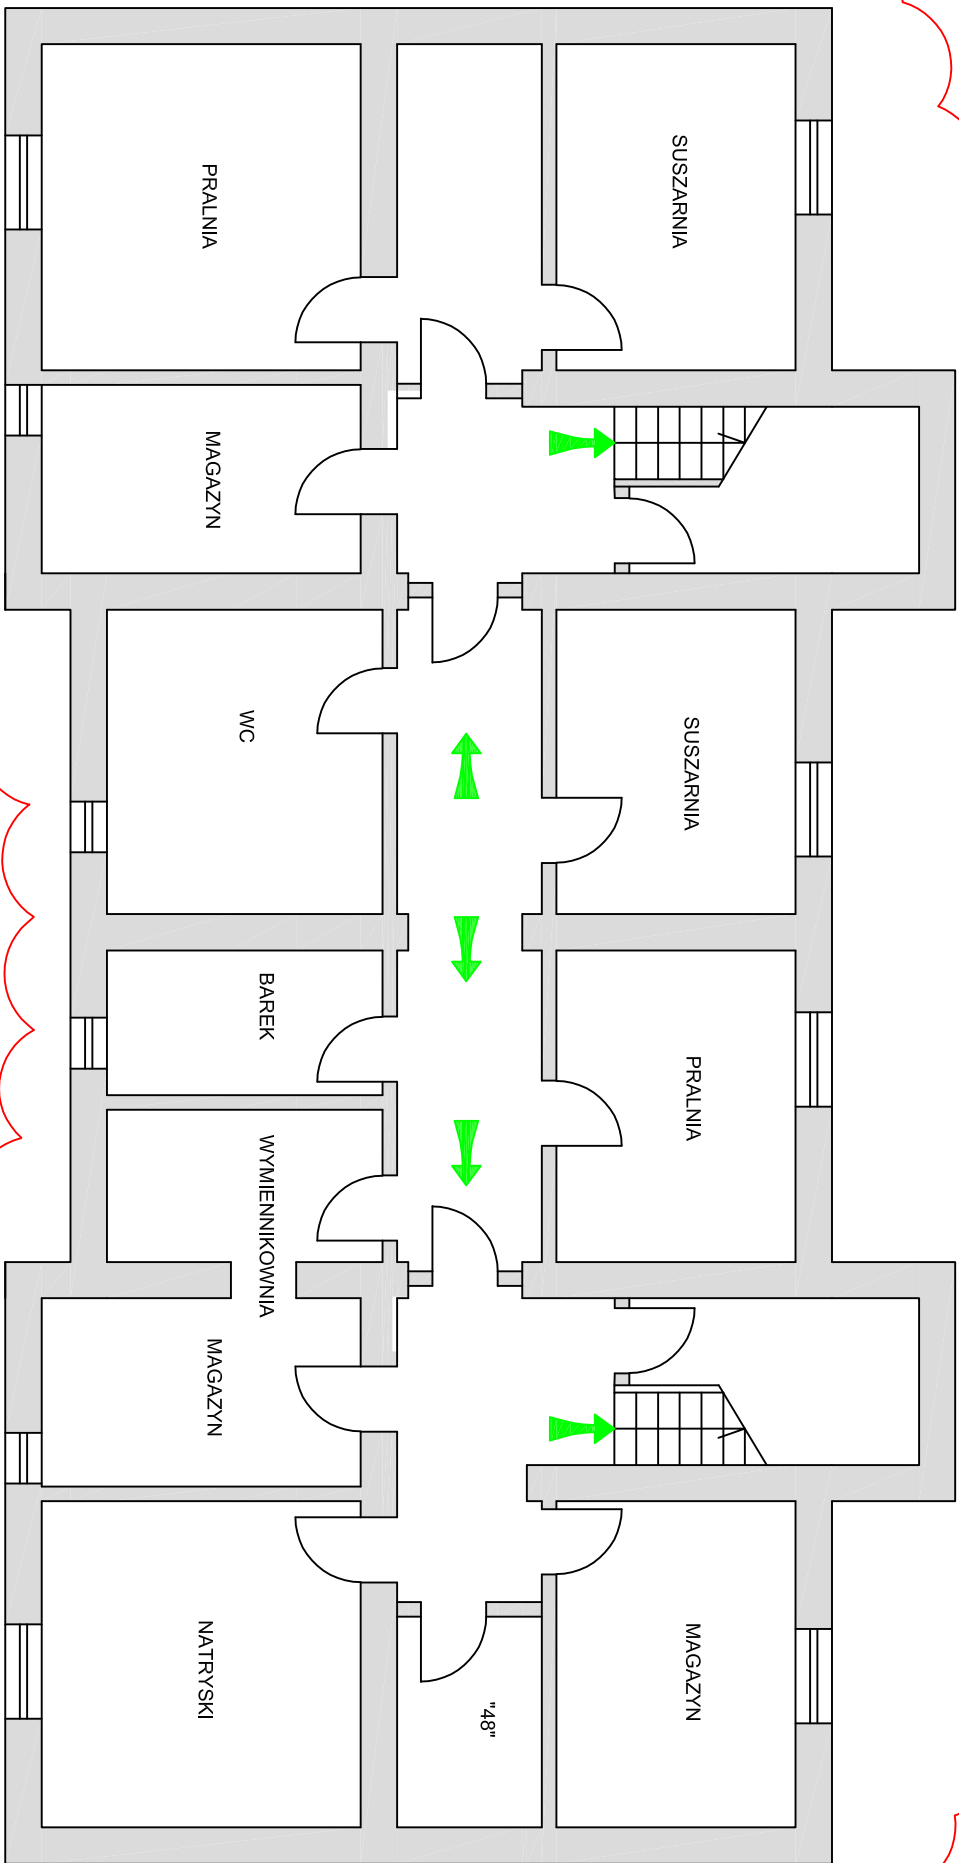 SUSZARNIA
PRALNIA
MAGAZYN
WC
SUSZARNIA
BAREK
PRALNIA
WYMIENNIKOWNIA
MAGAZYN
NATRYSKI
"48"
MAGAZYN